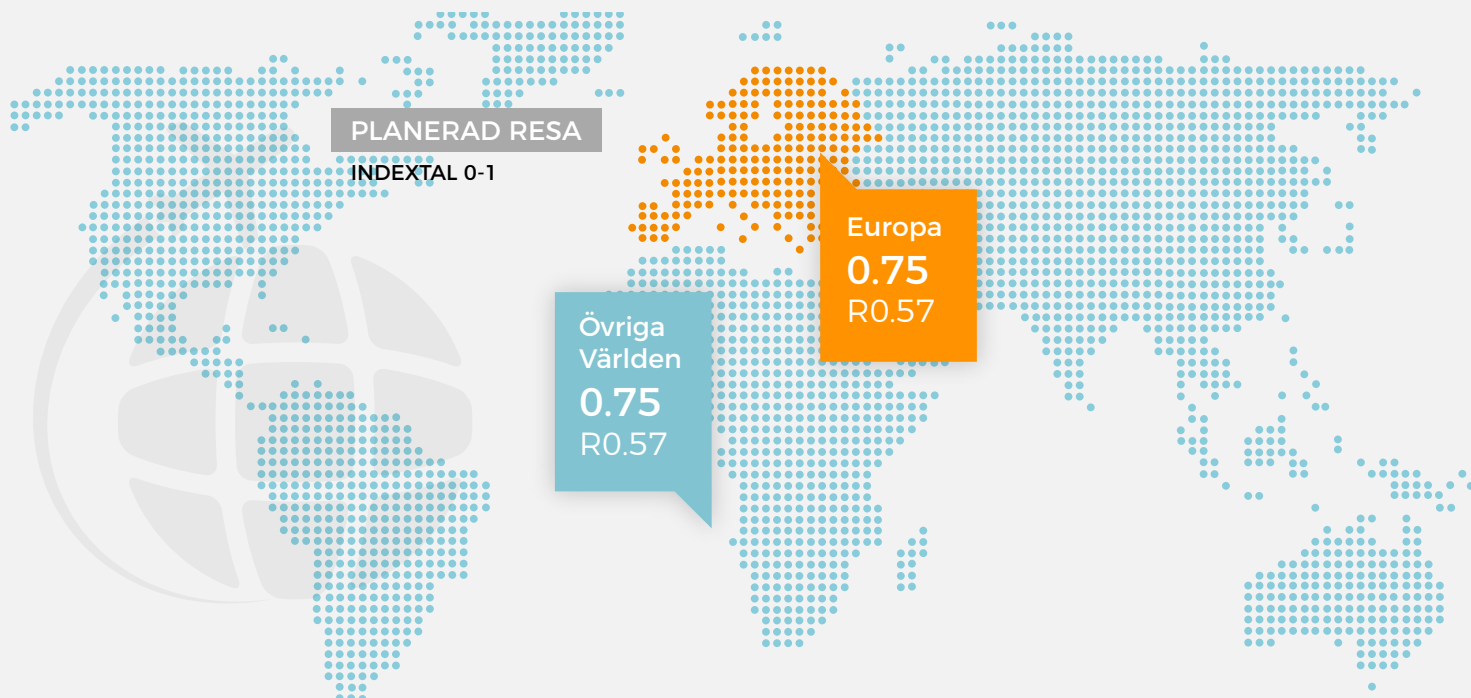 PLANERAD RESA
INDEXTAL 0-1
Europa
0.75
R0.57
Övriga
Världen
0.75
R0.57